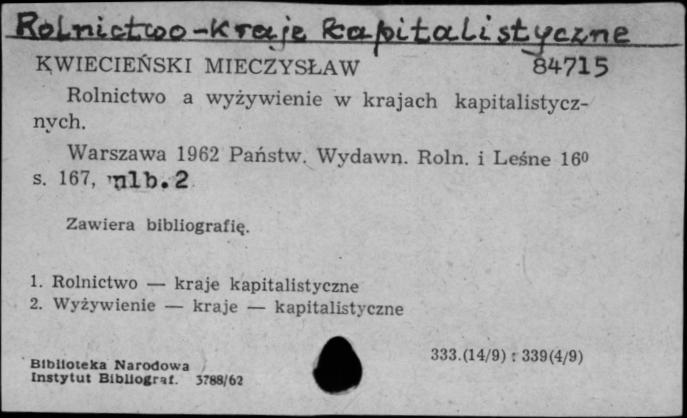 Rolnictwo - Kraje kapitalistyczne
KWIECIEŃSKI MIECZYSŁAW 84715
Rolnictwo a wyżywienie w krajach kapitalistycz-
nych.
Warszawa 1962 Państw. Wydawn. Roln. i Leśne 16⁰
s. 167, nlb. 2
Zawiera bibliografię.
1. Rolnictwo — kraje kapitalistyczne
2. Wyżywienie — kraje — kapitalistyczne
333.(14/9) : 339(4/9)
Biblioteka Narodowa
Instytut Bibliograf. 3788/62